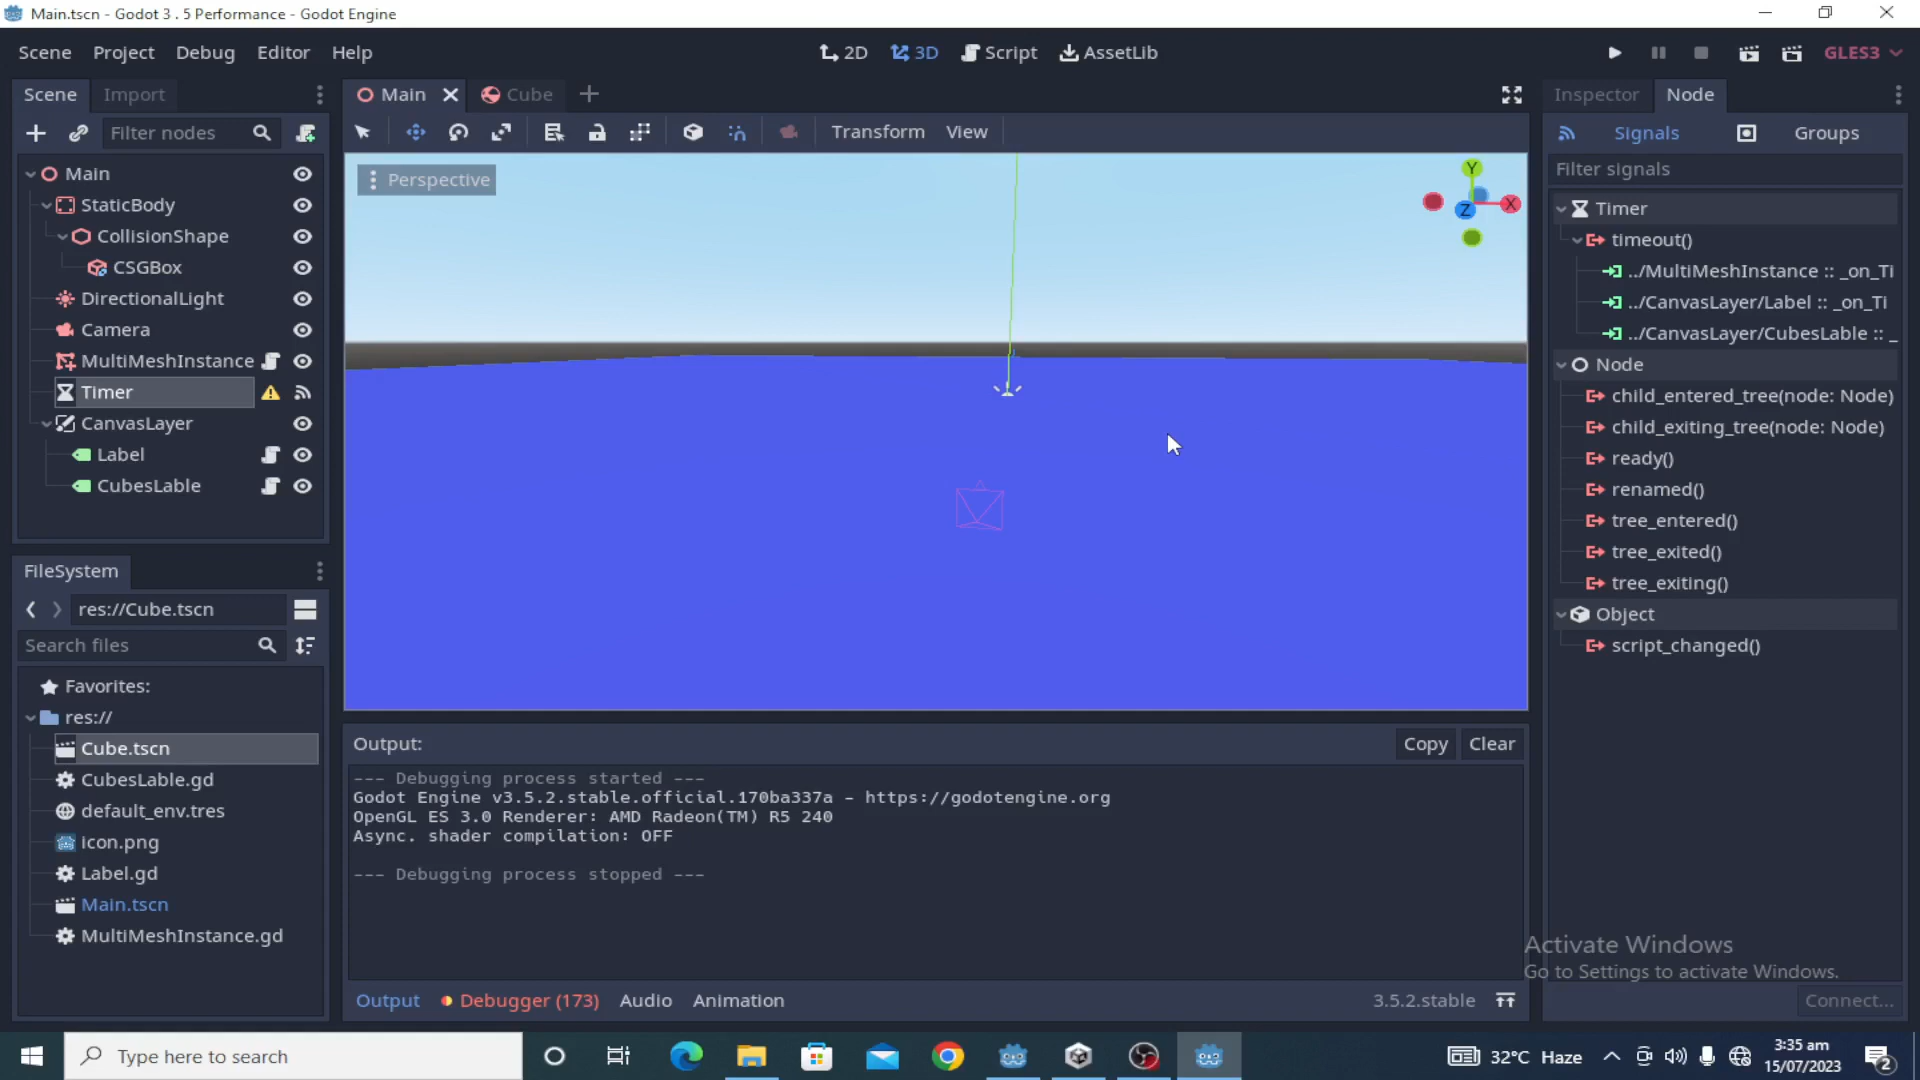 Main.tscn - Godot 3 . 5 Performance - Godot Engine
Scene Project Debug Editor Help
2D 3D Script AssetLib
GLES3
Scene Import
Main Cube
Inspector Node
Filter nodes
Transform View
Signals Groups
Perspective
Filter signals
Main
StaticBody
CollisionShape
CSGBox
DirectionalLight
Camera
MultiMeshInstance
Timer
CanvasLayer
Label
CubesLable
Y
X
Z
Timer
timeout()
../MultiMeshInstance :: _on_Ti
../CanvasLayer/Label :: _on_Ti
../CanvasLayer/CubesLable :: _
Node
child_entered_tree(node: Node)
child_exiting_tree(node: Node)
ready()
renamed()
tree_entered()
tree_exited()
tree_exiting()
Object
script_changed()
FileSystem
res://Cube.tscn
Search files
Favorites:
res://
Cube.tscn
CubesLable.gd
default_env.tres
icon.png
Label.gd
Main.tscn
MultiMeshInstance.gd
Output:
Copy Clear
--- Debugging process started ---
Godot Engine v3.5.2.stable.official.170ba337a - https://godotengine.org
OpenGL ES 3.0 Renderer: AMD Radeon(TM) R5 240
Async. shader compilation: OFF
--- Debugging process stopped ---
Output Debugger (173) Audio Animation
3.5.2.stable
Activate Windows
Go to Settings to activate Windows.
Connect...
Type here to search
32°C Haze
3:35 am
15/07/2023
2